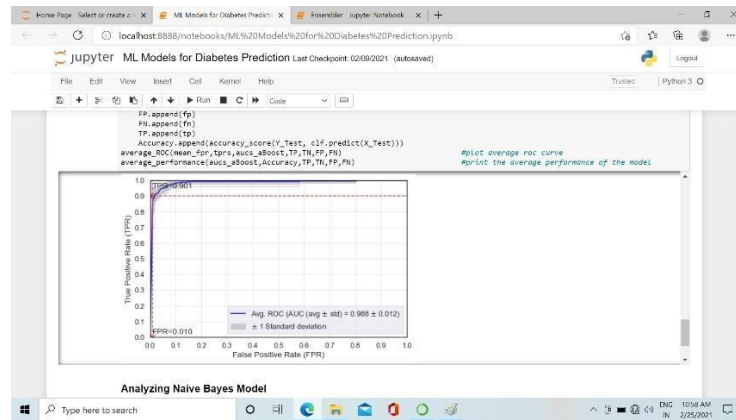 Home Page - Select or create a n
ML Models for Diabetes Predictio
Ensembler - Jupyter Notebook
localhost:8888/notebooks/ML%20Models%20for%20Diabetes%20Prediction.ipynb
jupyter ML Models for Diabetes Prediction Last Checkpoint: 02/09/2021 (autosaved)
Logout
File Edit View Insert Cell Kernel Help
Trusted Python 3
Run Code
FP.append(fp)
FN.append(fn)
TP.append(tp)
Accuracy.append(accuracy_score(Y_Test, clf.predict(X_Test)))
average_ROC(mean_fpr,tprs,aucs_aBoost,TP,TN,FP,FN) #plot average roc curve
average_performance(aucs_aBoost,Accuracy,TP,TN,FP,FN) #print the average performance of the model
1.0
TPR=0.901
0.9
0.8
0.7
0.6
0.5
0.4
0.3
0.2
0.1
0.0
True Positive Rate (TPR)
Avg. ROC (AUC (avg ± std) = 0.988 ± 0.012)
± 1 Standard deviation
FPR=0.010
0.0 0.1 0.2 0.3 0.4 0.5 0.6 0.7 0.8 0.9 1.0
False Positive Rate (FPR)
Analyzing Naive Bayes Model
Type here to search
ENG 10:58 AM
IN 2/25/2021